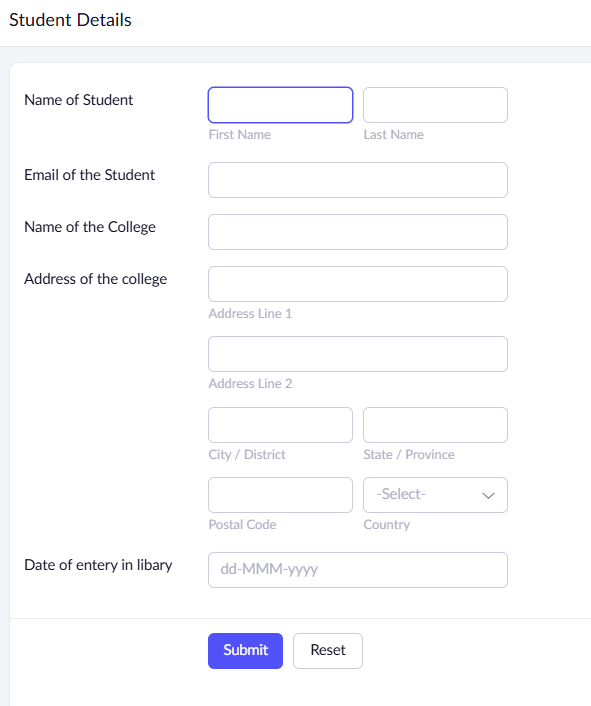 Student Details
Name of Student
First Name Last Name
Email of the Student
Name of the College
Address of the college
Address Line 1
Address Line 2
City / District State / Province
-Select-
Postal Code Country
Date of entery in libary dd-MMM-yyyy
Submit Reset